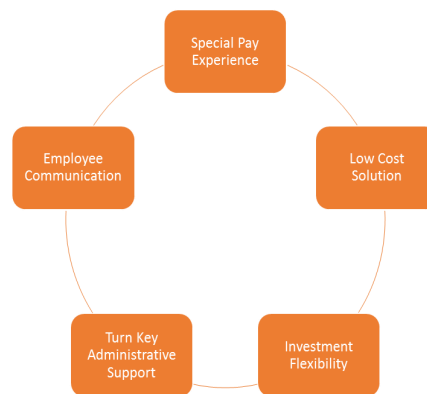 Special Pay
Experience
Low Cost
Solution
Investment
Flexibility
Turn Key
Administrative
Support
Employee
Communication